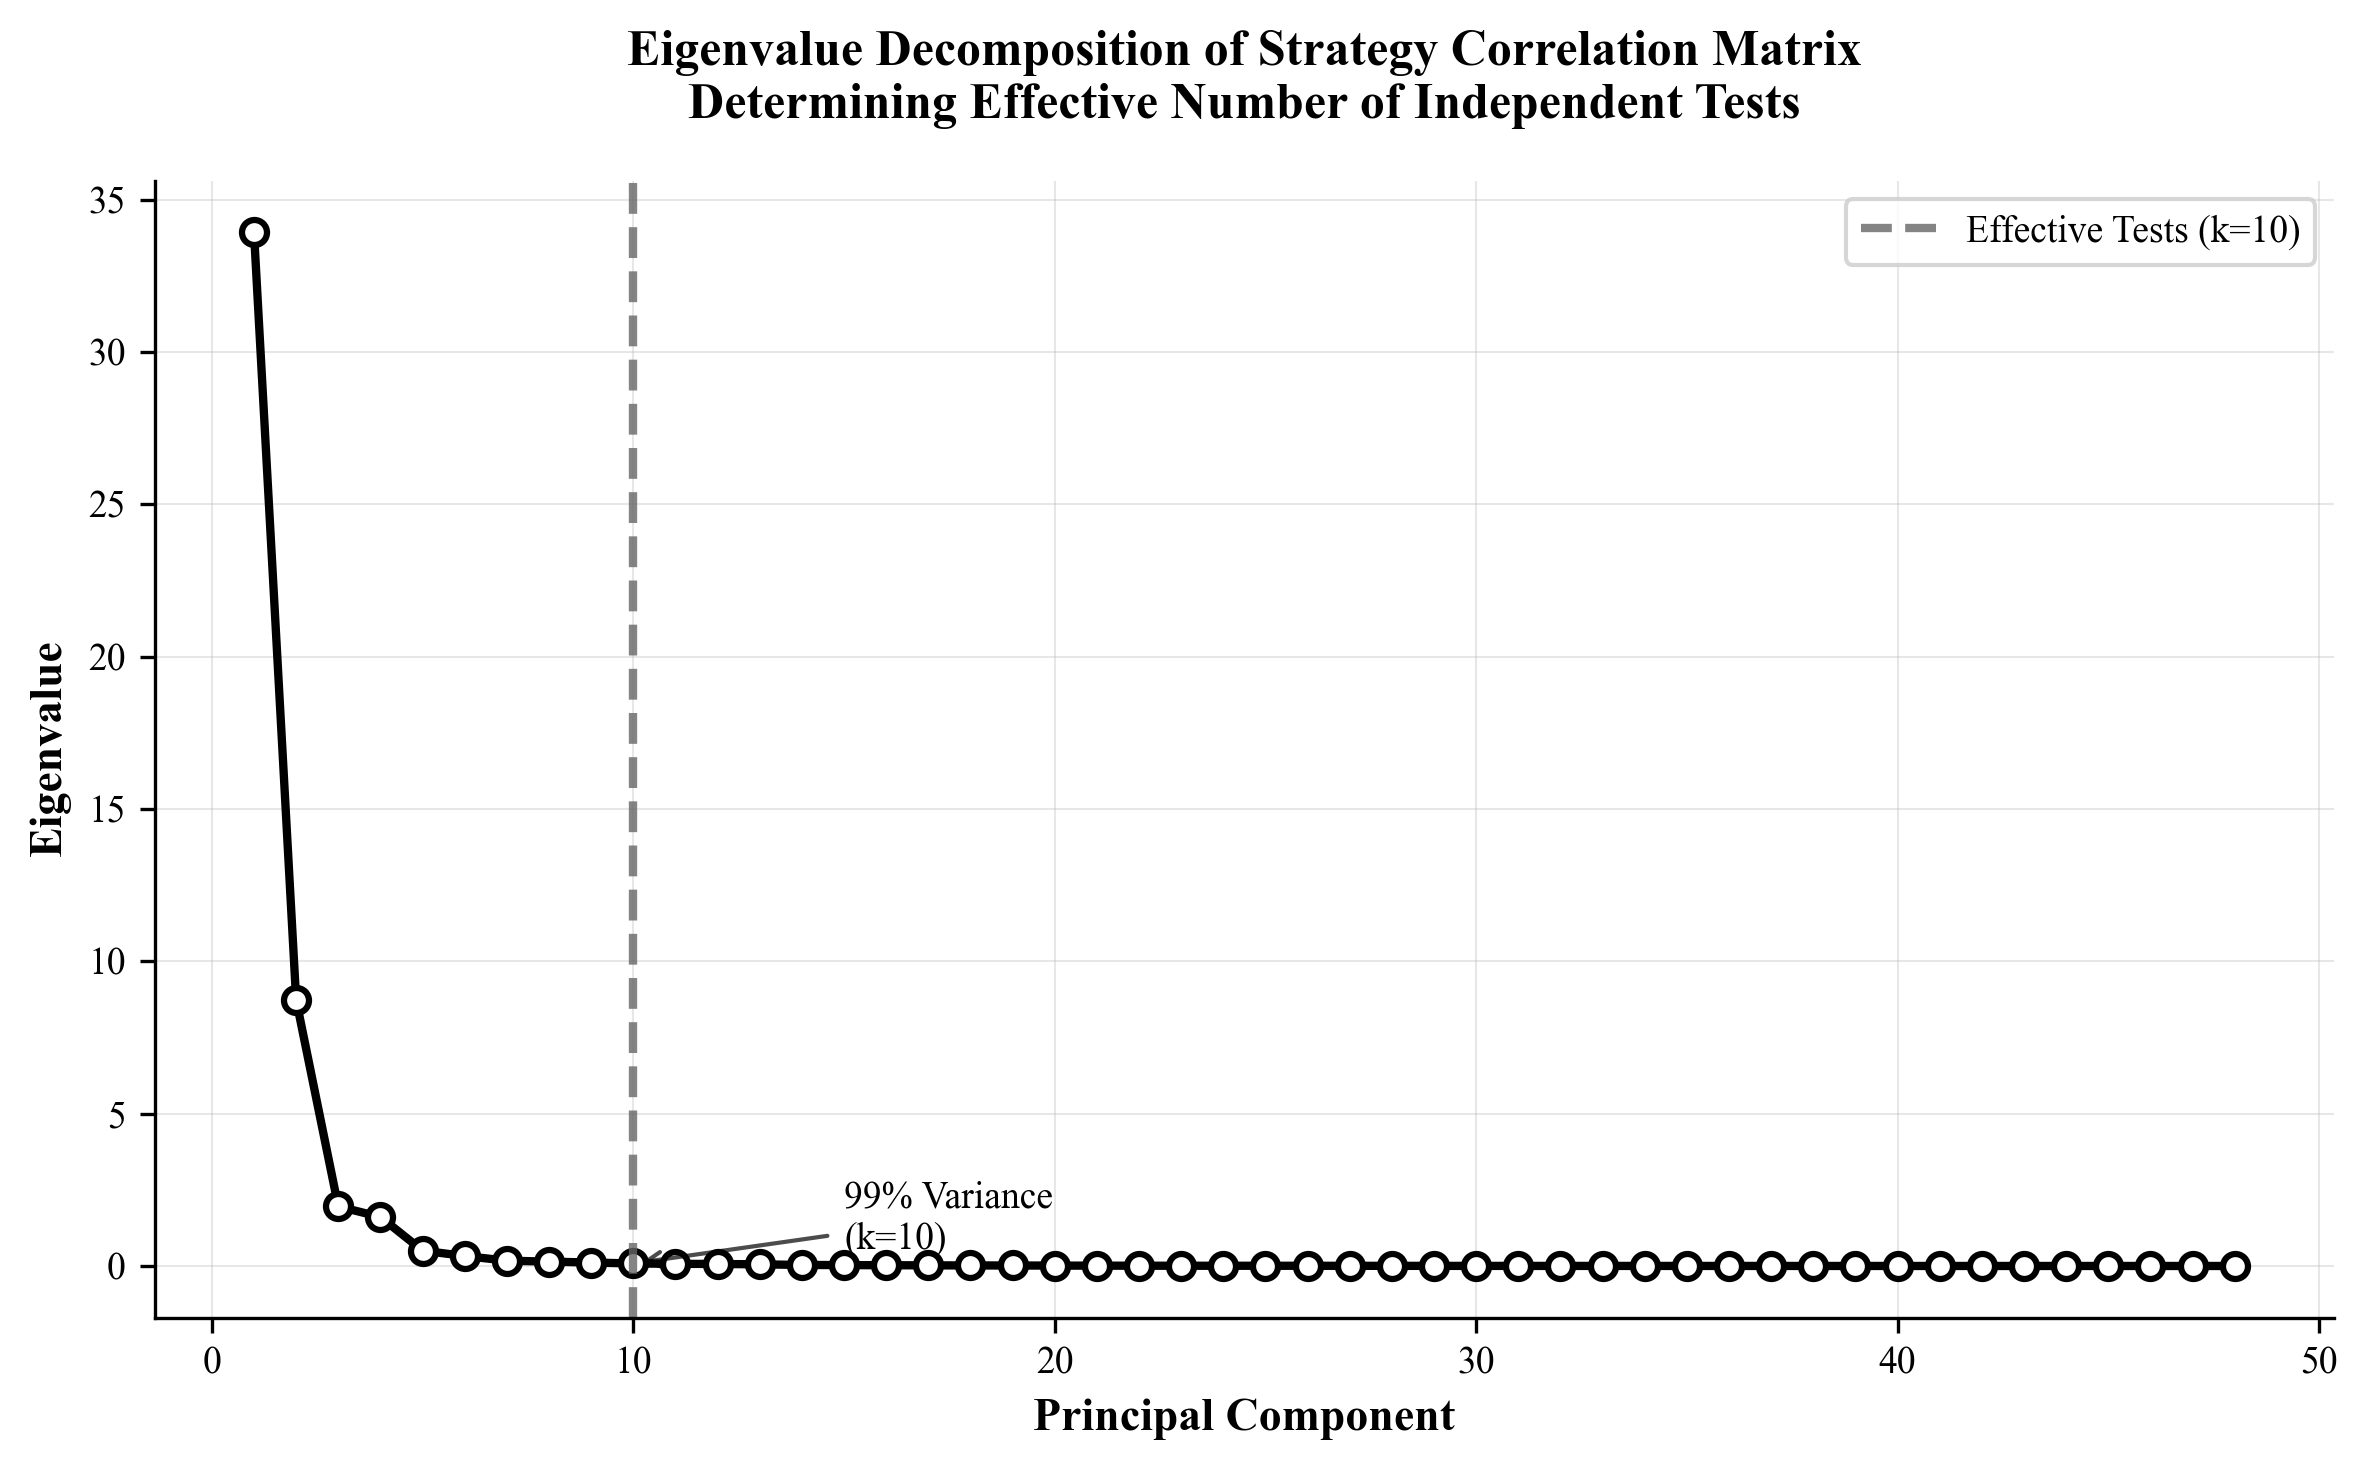 Eigenvalue Decomposition of Strategy Correlation Matrix
Determining Effective Number of Independent Tests
35
30
25
20
15
10
5
0
Eigenvalue
Effective Tests (k=10)
99% Variance
(k=10)
0
10
20
30
40
50
Principal Component